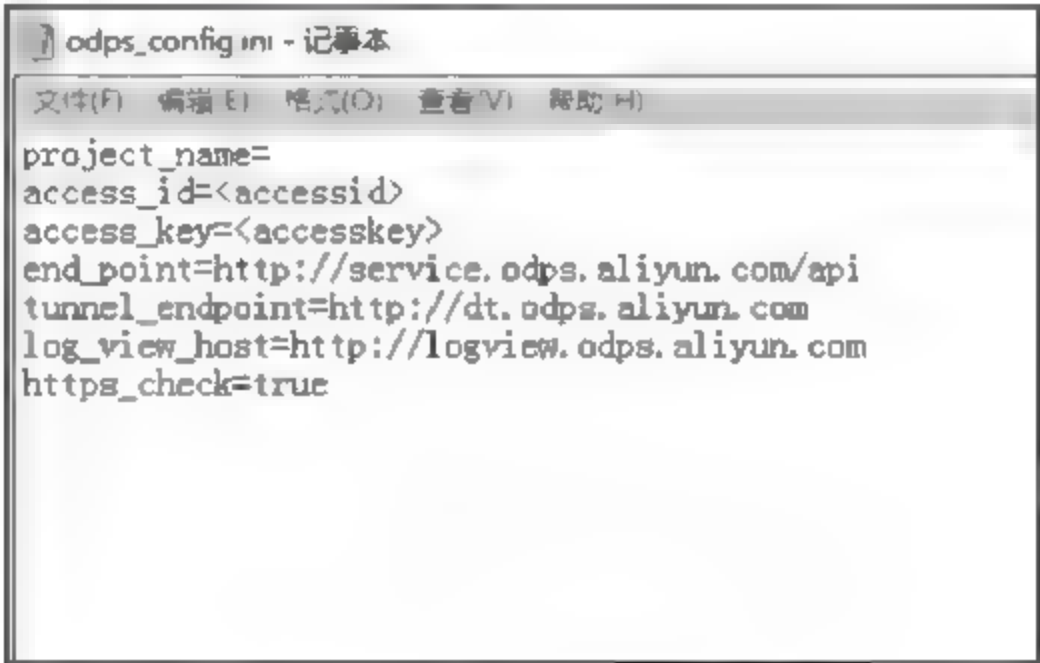 odps_config.ini - 记事本
文件(F) 编辑(E) 格式(O) 查看(V) 帮助(H)
project_name=
access_id=<accessid>
access_key=<accesskey>
end_point=http://service.odps.aliyun.com/api
tunnel_endpoint=http://dt.odps.aliyun.com
log_view_host=http://logview.odps.aliyun.com
https_check=true